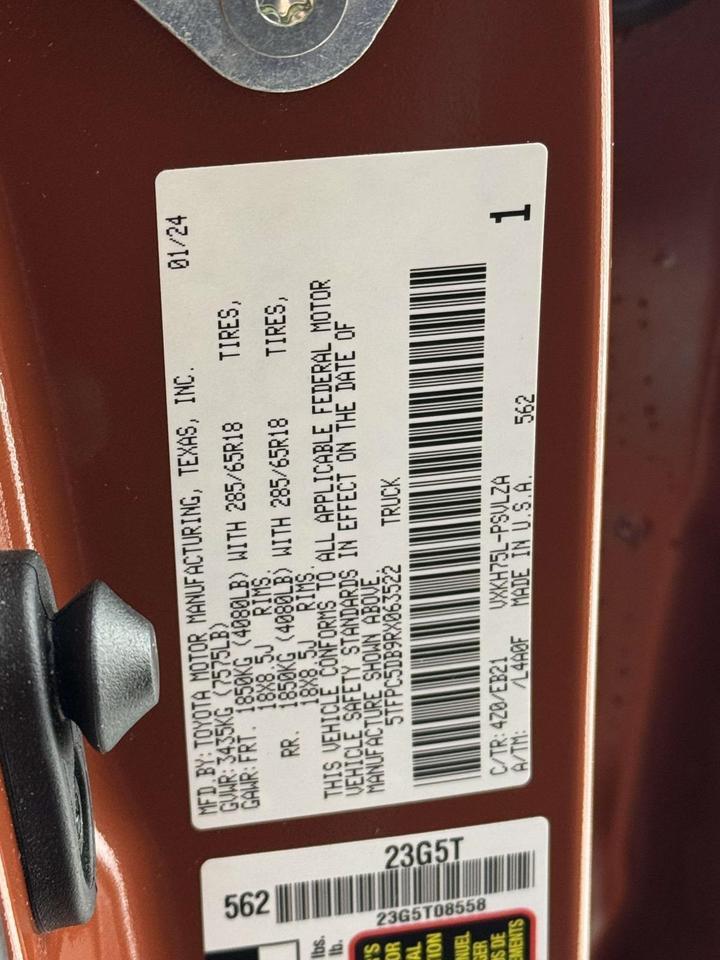 MFD.BY:TOYOTA MOTOR MANUFACTURING, TEXAS, INC. 01/24
GVWR:3435KG (7575LB)
GAWR:FRT. 1850KG (4080LB) WITH 285/65R18 TIRES,
18X8.5J RIMS.
RR. 1850KG (4080LB) WITH 285/65R18 TIRES,
18X8.5J RIMS.
THIS VEHICLE CONFORMS TO ALL APPLICABLE FEDERAL MOTOR
VEHICLE SAFETY STANDARDS IN EFFECT ON THE DATE OF
MANUFACTURE SHOWN ABOVE.
5TFPC5DB9RX063522 TRUCK
1
C/TR:4Z0/EB21 VXKH75L-PSVLZA
A/TM: /L4A0F MADE IN U.S.A. 562
23G5T
562
23G5T08558
lbs.
lb.